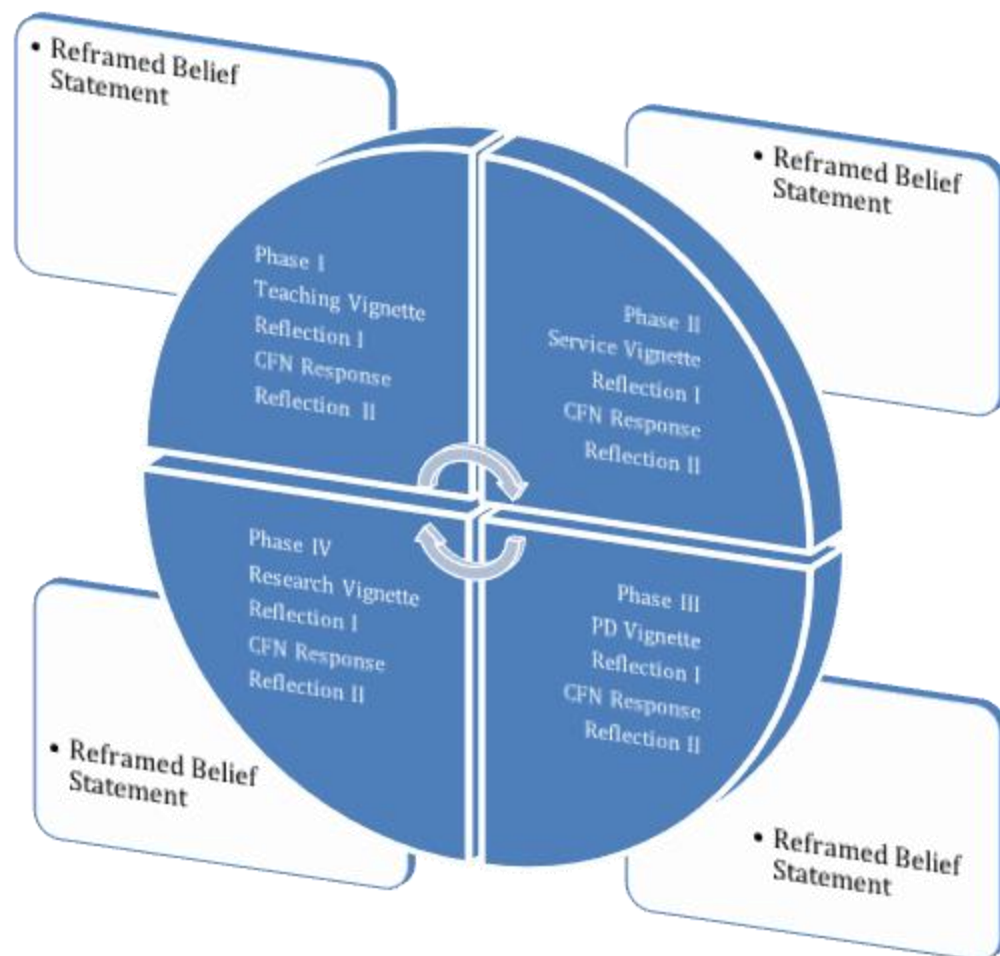 • Reframed Belief
Statement
• Reframed Belief
Statement
Phase I
Teaching Vignette
Reflection I
CFN Response
Reflection II
Phase II
Service Vignette
Reflection I
CFN Response
Reflection II
Phase IV
Research Vignette
Reflection I
CFN Response
Reflection II
Phase III
PD Vignette
Reflection I
CFN Response
Reflection II
• Reframed Belief
Statement
• Reframed Belief
Statement